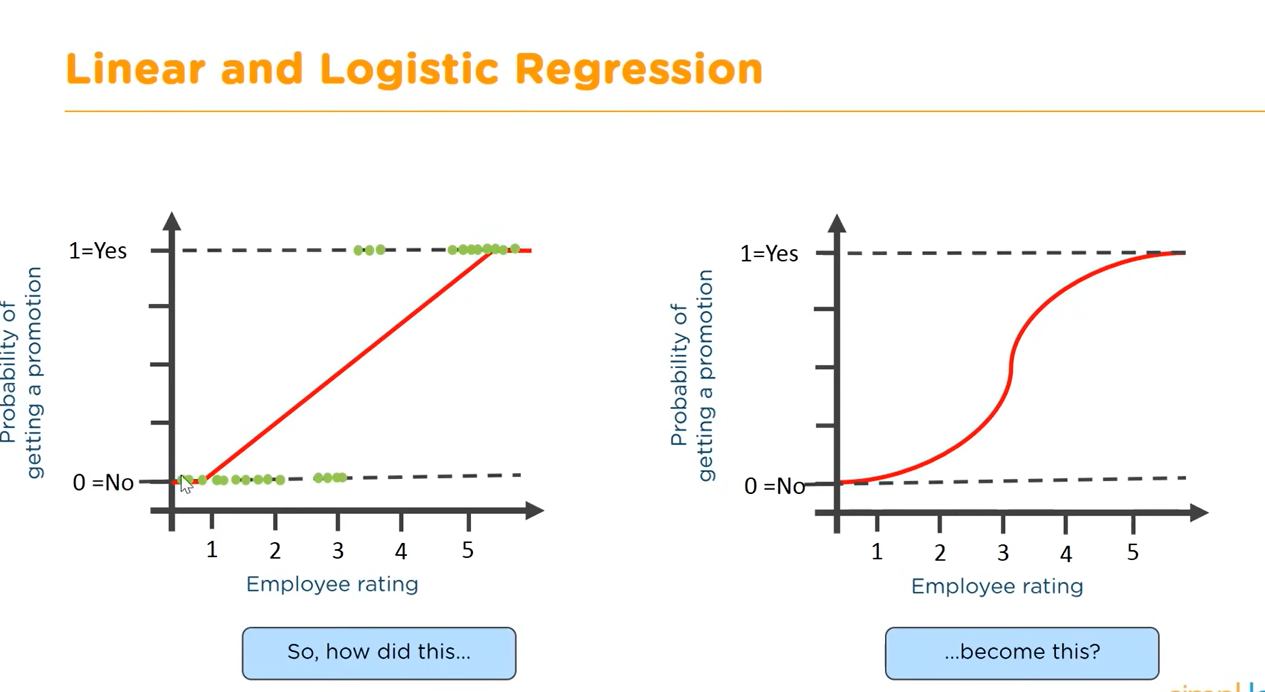 Linear and Logistic Regression
1=Yes
0 =No
Probability of
getting a promotion
1 2 3 4 5
Employee rating
So, how did this...
1=Yes
0 =No
Probability of
getting a promotion
1 2 3 4 5
Employee rating
...become this?